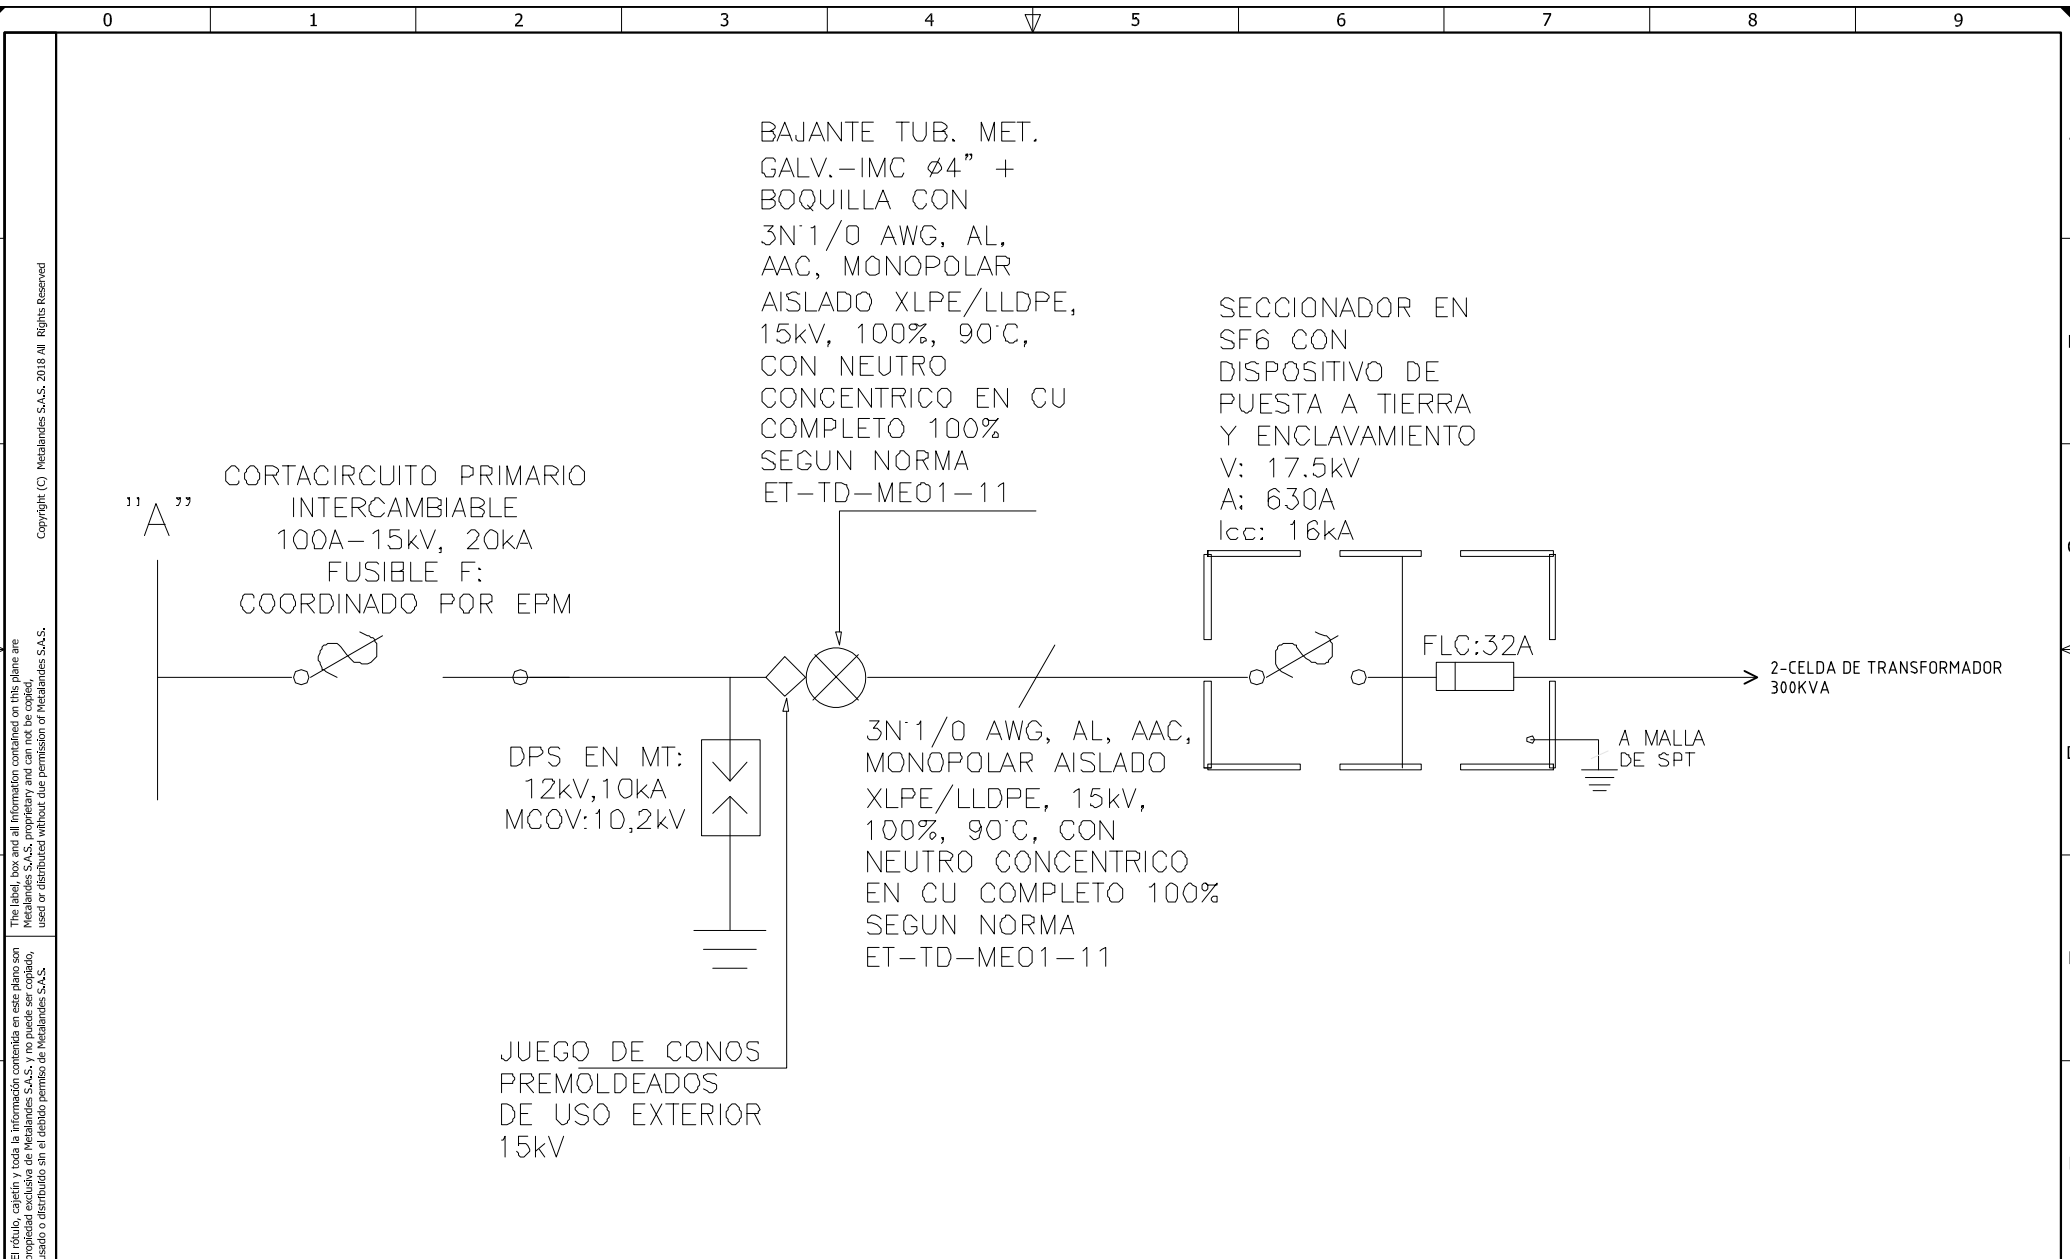 0 1 2 3 4 5 6 7 8 9
BAJANTE TUB. MET.
GALV.-IMC ø4" +
BOQUILLA CON
3N°1/0 AWG, AL,
AAC, MONOPOLAR
AISLADO XLPE/LLDPE,
15kV, 100%, 90°C,
CON NEUTRO
CONCENTRICO EN CU
COMPLETO 100%
SEGUN NORMA
ET-TD-ME01-11
SECCIONADOR EN
SF6 CON
DISPOSITIVO DE
PUESTA A TIERRA
Y ENCLAVAMIENTO
V: 17.5kV
A: 630A
Icc: 16kA
"A"
CORTACIRCUITO PRIMARIO
INTERCAMBIABLE
100A-15kV, 20kA
FUSIBLE F:
COORDINADO POR EPM
FLC:32A
2-CELDA DE TRANSFORMADOR
300KVA
A MALLA
DE SPT
DPS EN MT:
12kV,10kA
MCOV:10,2kV
3N°1/0 AWG, AL, AAC,
MONOPOLAR AISLADO
XLPE/LLDPE, 15kV,
100%, 90°C, CON
NEUTRO CONCENTRICO
EN CU COMPLETO 100%
SEGUN NORMA
ET-TD-ME01-11
JUEGO DE CONOS
PREMOLDEADOS
DE USO EXTERIOR
15kV
Copyright (C) Metalandes S.A.S. 2018 All Rights Reserved
The label, box and all information contained on this plane are
Metalandes S.A.S. proprietary and can not be copied,
used or distributed without due permission of Metalandes S.A.S.
El rótulo, cajetín y toda la información contenida en este plano son
propiedad exclusiva de Metalandes S.A.S. y no puede ser copiado,
usado o distribuido sin el debido permiso de Metalandes S.A.S.